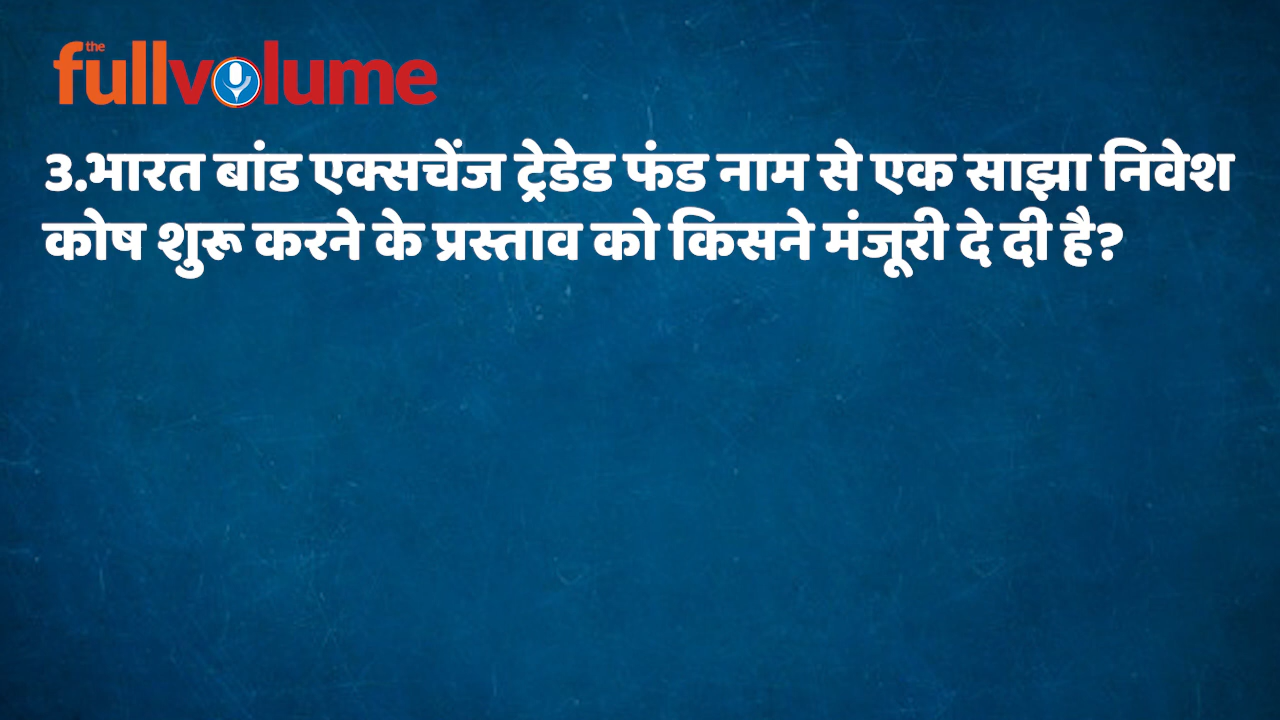 the
fullvolume
3.भारत बांड एक्सचेंज ट्रेडेड फंड नाम से एक साझा निवेश
कोष शुरू करने के प्रस्ताव को किसने मंजूरी दे दी है?